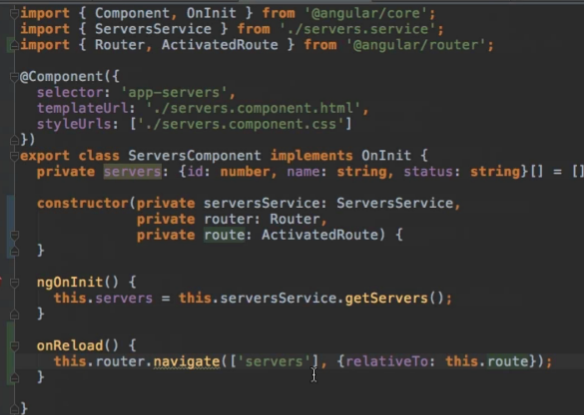 import { Component, OnInit } from '@angular/core';
import { ServersService } from './servers.service';
import { Router, ActivatedRoute } from '@angular/router';
@Component({
selector: 'app-servers',
templateUrl: './servers.component.html',
styleUrls: ['./servers.component.css']
})
export class ServersComponent implements OnInit {
private servers: {id: number, name: string, status: string}[] = []
constructor(private serversService: ServersService,
private router: Router,
private route: ActivatedRoute) {
}
ngOnInit() {
this.servers = this.serversService.getServers();
}
onReload() {
this.router.navigate(['servers'], {relativeTo: this.route});
}
}